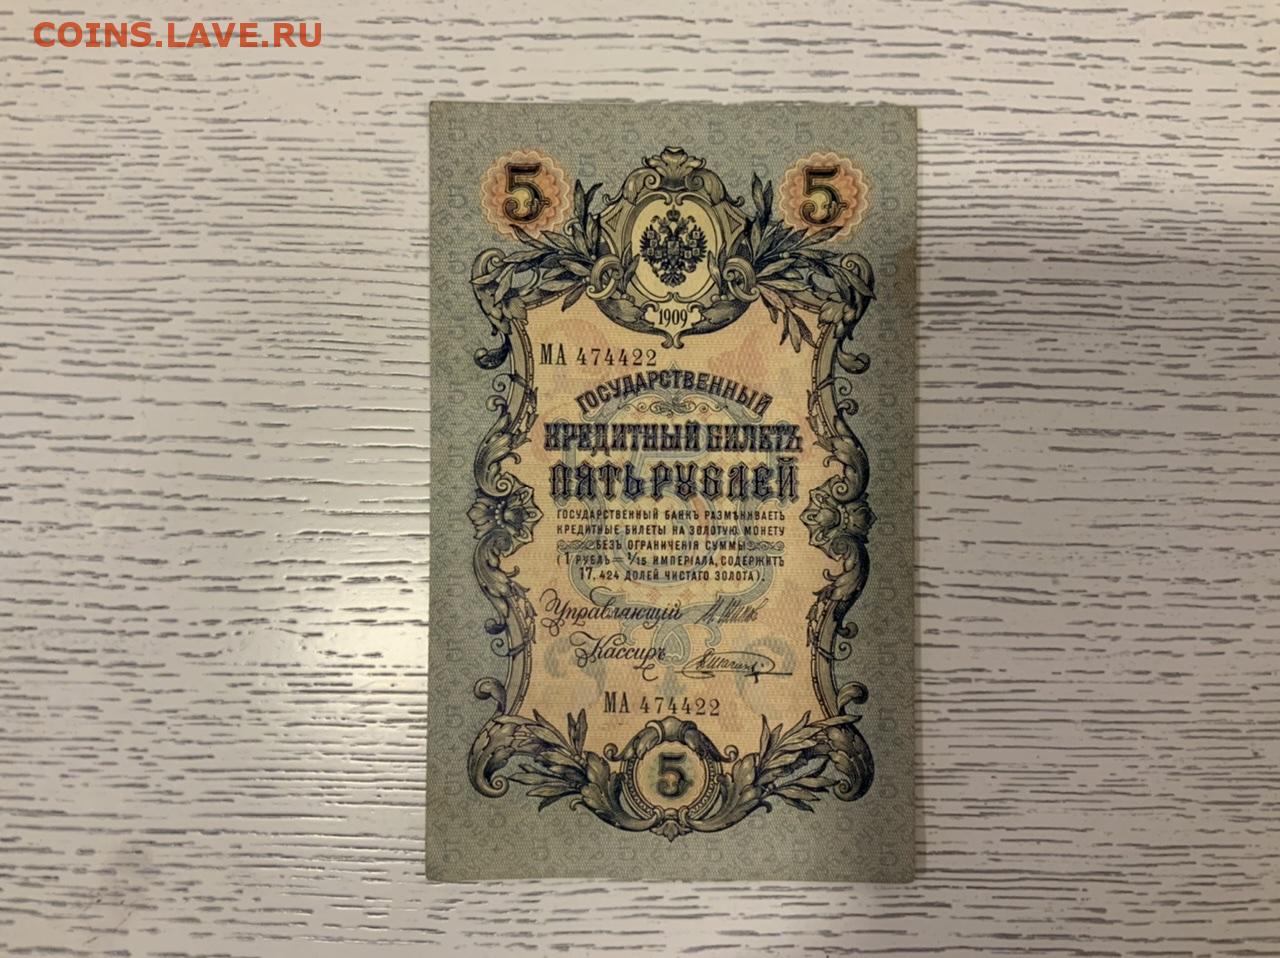 COINS.LAVE.RU
5 5
1909
МА 474422
ГОСУДАРСТВЕННЫЙ
КРЕДИТНЫЙ БИЛЕТЪ
ПЯТЬ РУБЛЕЙ
ГОСУДАРСТВЕННЫЙ БАНКЪ РАЗМѢНИВАЕТЪ
КРЕДИТНЫЕ БИЛЕТЫ НА ЗОЛОТУЮ МОНЕТУ
БЕЗЪ ОГРАНИЧЕНІЯ СУММЫ
(1 РУБЛЬ = 1/15 ИМПЕРІАЛА, СОДЕРЖИТЪ
17,424 ДОЛЕЙ ЧИСТАГО ЗОЛОТА).
Управляющій
Кассиръ
МА 474422
5